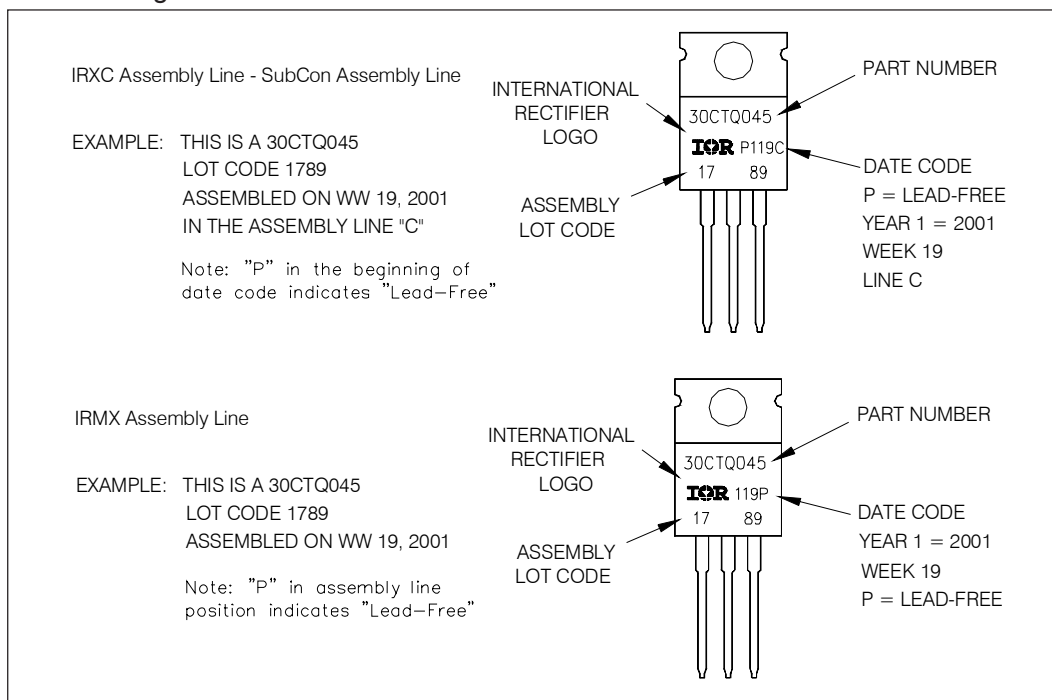 IRXC Assembly Line - SubCon Assembly Line
EXAMPLE: THIS IS A 30CTQ045
LOT CODE 1789
ASSEMBLED ON WW 19, 2001
IN THE ASSEMBLY LINE "C"
Note: "P" in the beginning of
date code indicates "Lead-Free"
INTERNATIONAL
RECTIFIER
LOGO
ASSEMBLY
LOT CODE
30CTQ045
IOR P119C
17 89
PART NUMBER
DATE CODE
P = LEAD-FREE
YEAR 1 = 2001
WEEK 19
LINE C
IRMX Assembly Line
EXAMPLE: THIS IS A 30CTQ045
LOT CODE 1789
ASSEMBLED ON WW 19, 2001
Note: "P" in assembly line
position indicates "Lead-Free"
INTERNATIONAL
RECTIFIER
LOGO
ASSEMBLY
LOT CODE
30CTQ045
IOR 119P
17 89
PART NUMBER
DATE CODE
YEAR 1 = 2001
WEEK 19
P = LEAD-FREE